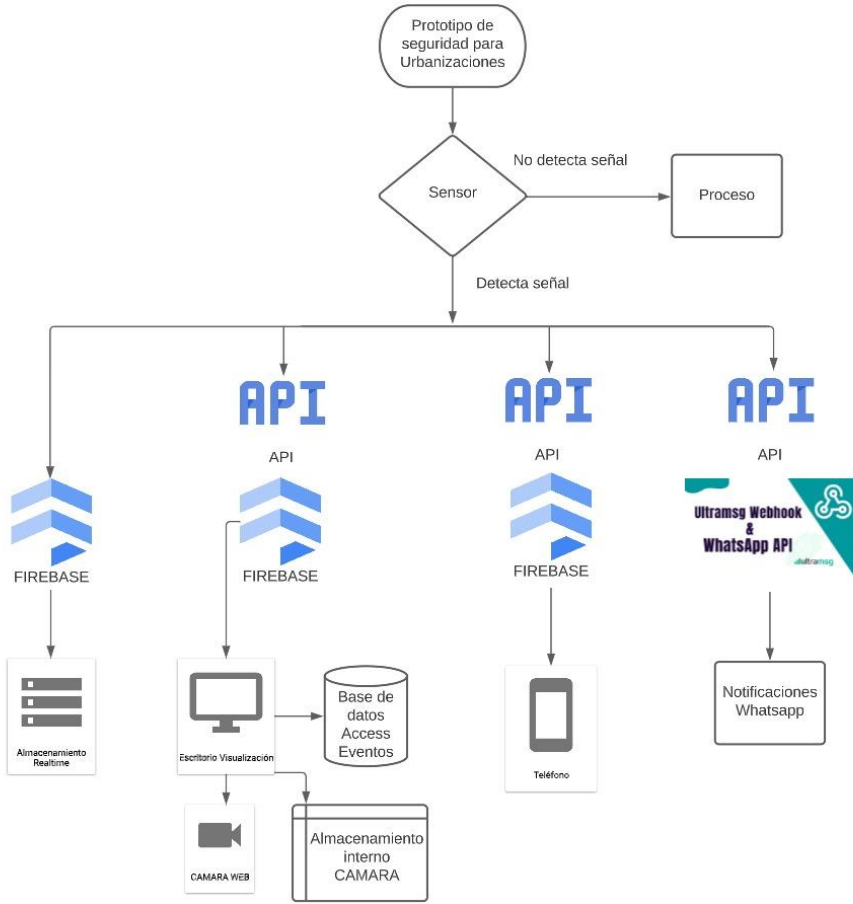 Prototipo de
seguridad para
Urbanizaciones
No detecta señal
Sensor
Proceso
Detecta señal
API
API
API
API
API
API
Ultramsg Webhook
&
WhatsApp API
ultramsg
FIREBASE
FIREBASE
FIREBASE
Almacenamiento
Realtime
Escritorio Visualización
Base de
datos
Access
Eventos
Teléfono
Notificaciones
Whatsapp
CAMARA WEB
Almacenamiento
interno
CAMARA